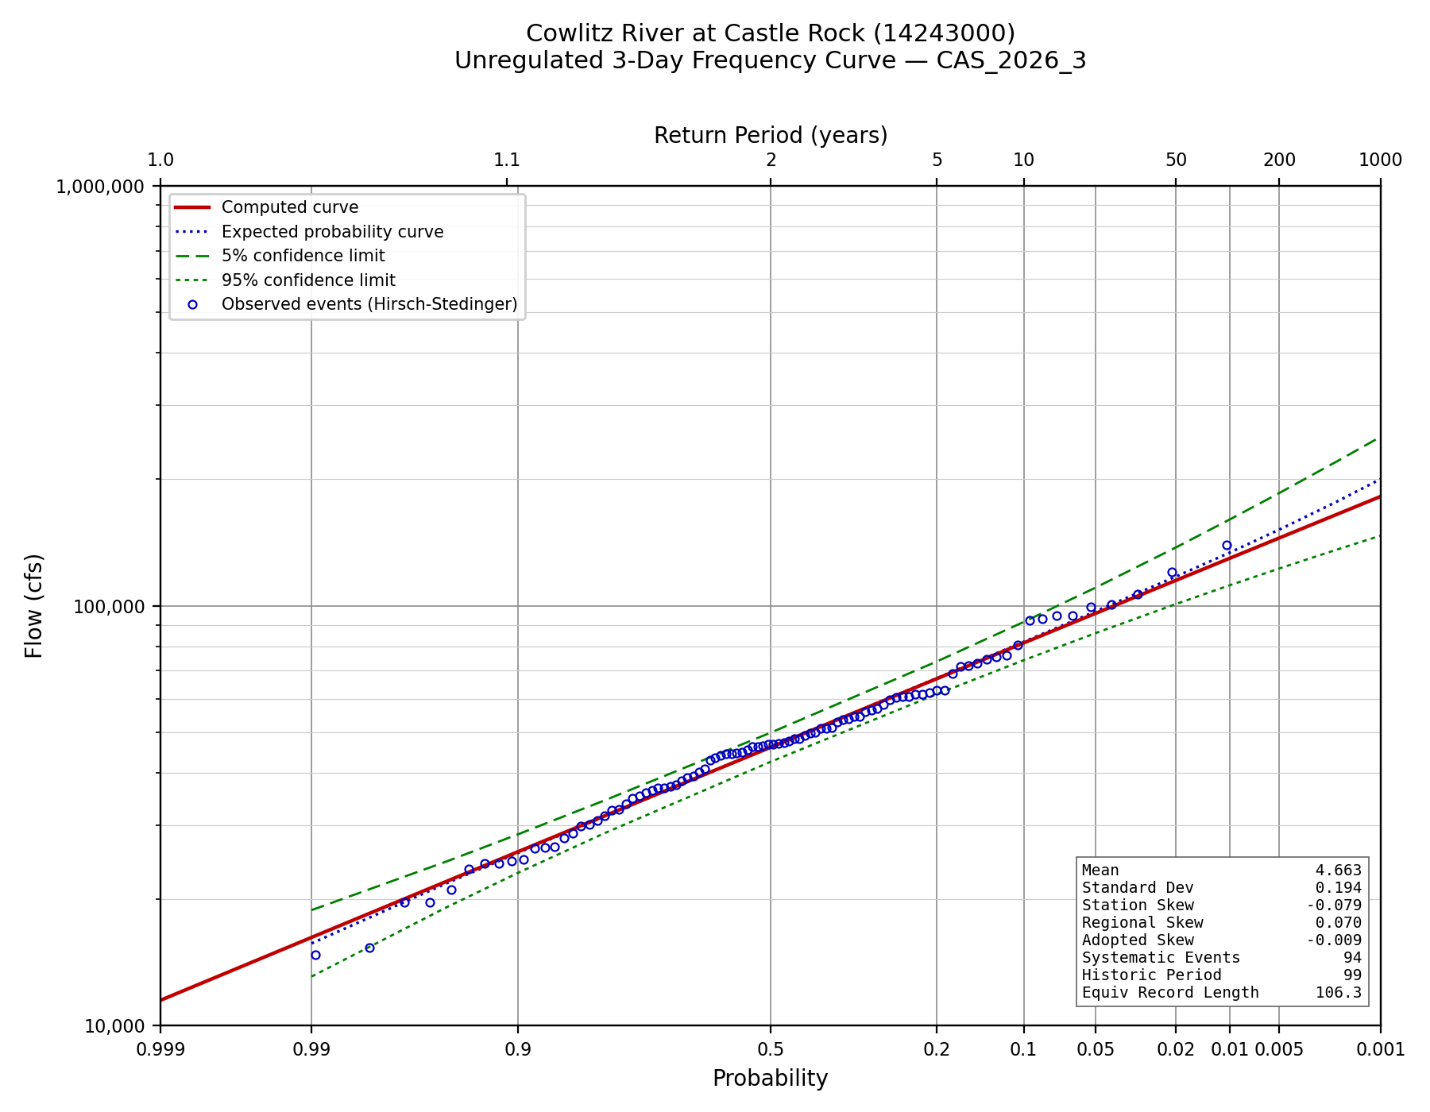 Cowlitz River at Castle Rock (14243000)
Unregulated 3-Day Frequency Curve — CAS_2026_3
Return Period (years)
1.0 1.1 2 5 10 50 200 1000
1,000,000
100,000
10,000
Flow (cfs)
Computed curve
Expected probability curve
5% confidence limit
95% confidence limit
Observed events (Hirsch-Stedinger)
Mean 4.663
Standard Dev 0.194
Station Skew -0.079
Regional Skew 0.070
Adopted Skew -0.009
Systematic Events 94
Historic Period 99
Equiv Record Length 106.3
0.999 0.99 0.9 0.5 0.2 0.1 0.05 0.02 0.01 0.005 0.001
Probability